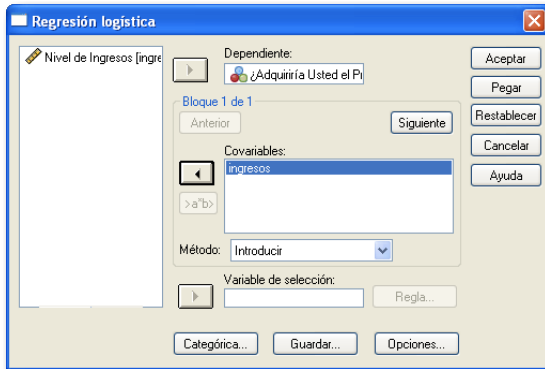 Regresión logística
Nivel de Ingresos [ingre
Dependiente:
¿Adquiriría Usted el Pr
Bloque 1 de 1
Anterior
Siguiente
Covariables:
ingresos
>a*b>
Método:
Introducir
Variable de selección:
Regla...
Categórica...
Guardar...
Opciones...
Aceptar
Pegar
Restablecer
Cancelar
Ayuda